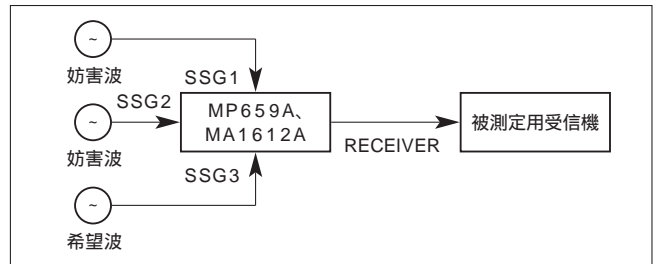 ~
妨害波
SSG1
SSG2
~
妨害波
MP659A、
MA1612A
RECEIVER
被測定用受信機
SSG3
~
希望波